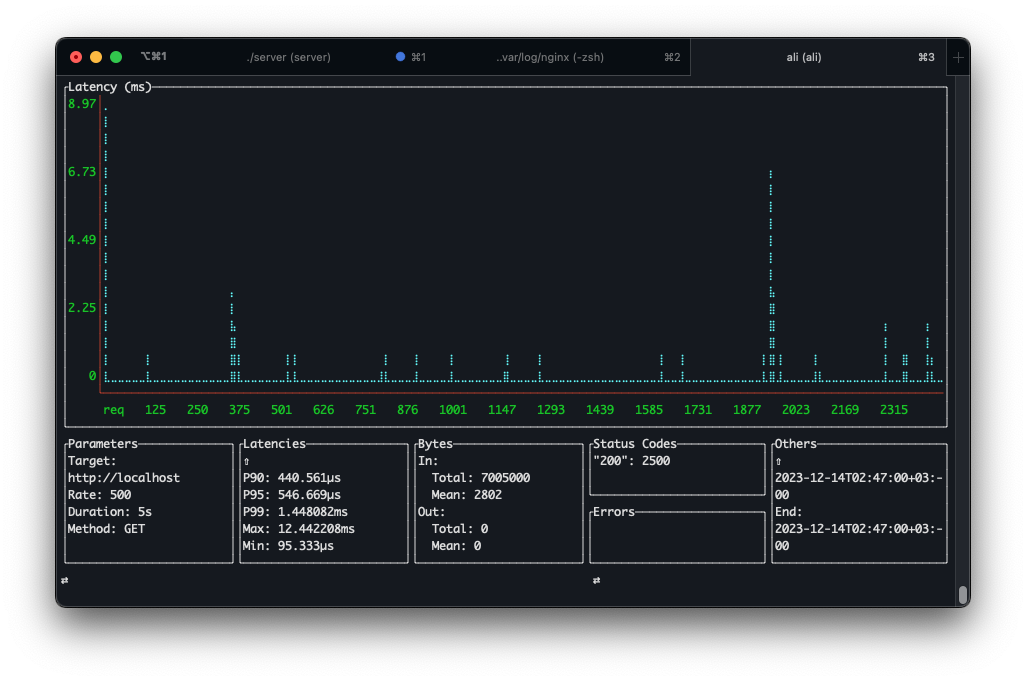 ⌥⌘1 ./server (server) ⌘1 ..var/log/nginx (-zsh) ⌘2 ali (ali) ⌘3 +
Latency (ms)
8.97
6.73
4.49
2.25
0
req 125 250 375 501 626 751 876 1001 1147 1293 1439 1585 1731 1877 2023 2169 2315
Parameters
Target:
http://localhost
Rate: 500
Duration: 5s
Method: GET
Latencies
⇧
P90: 440.561µs
P95: 546.669µs
P99: 1.448082ms
Max: 12.442208ms
Min: 95.333µs
Bytes
In:
Total: 7005000
Mean: 2802
Out:
Total: 0
Mean: 0
Status Codes
"200": 2500
Errors
Others
⇧
2023-12-14T02:47:00+03:-
00
End:
2023-12-14T02:47:00+03:-
00
⇄ ⇄